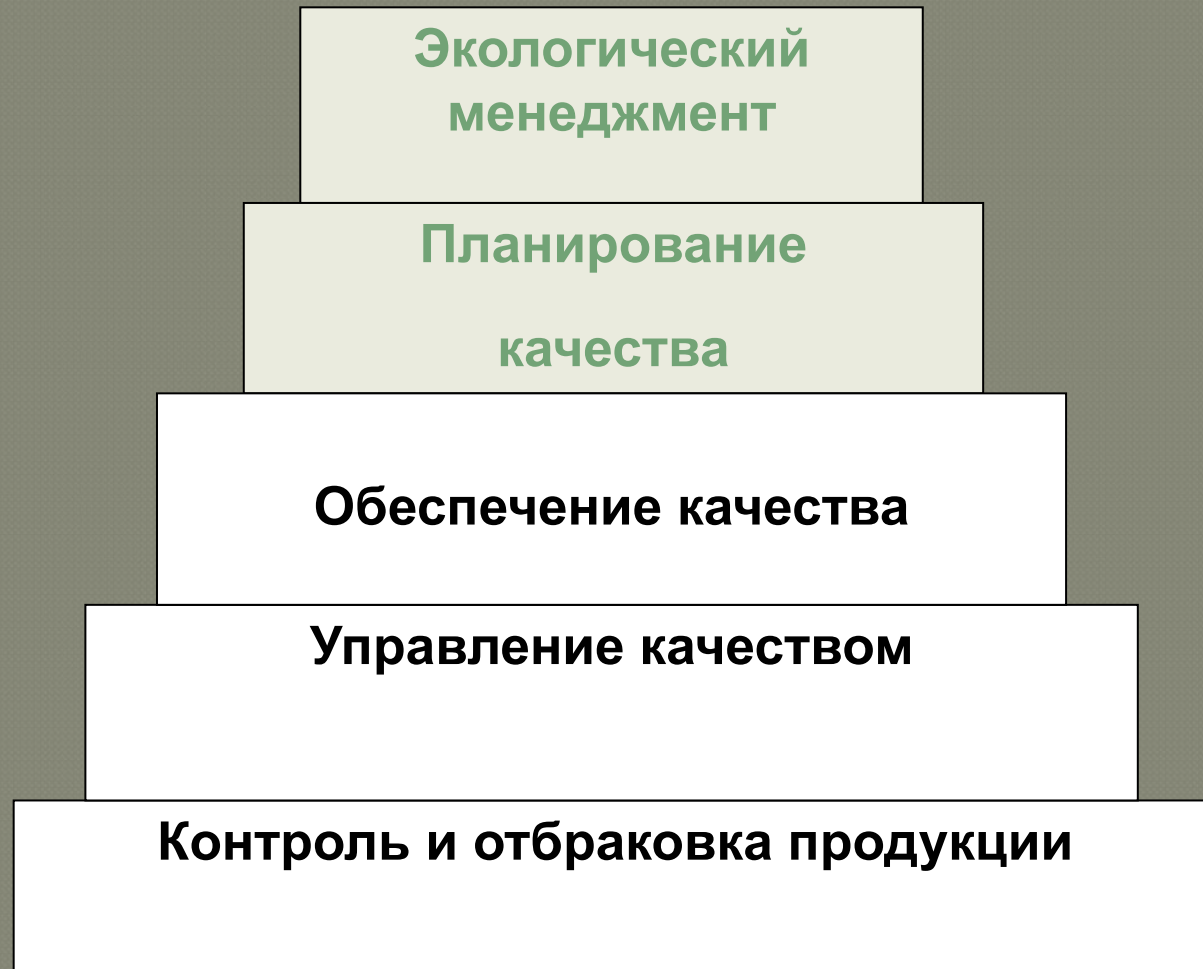 Экологический
менеджмент
Планирование
качества
Обеспечение качества
Управление качеством
Контроль и отбраковка продукции